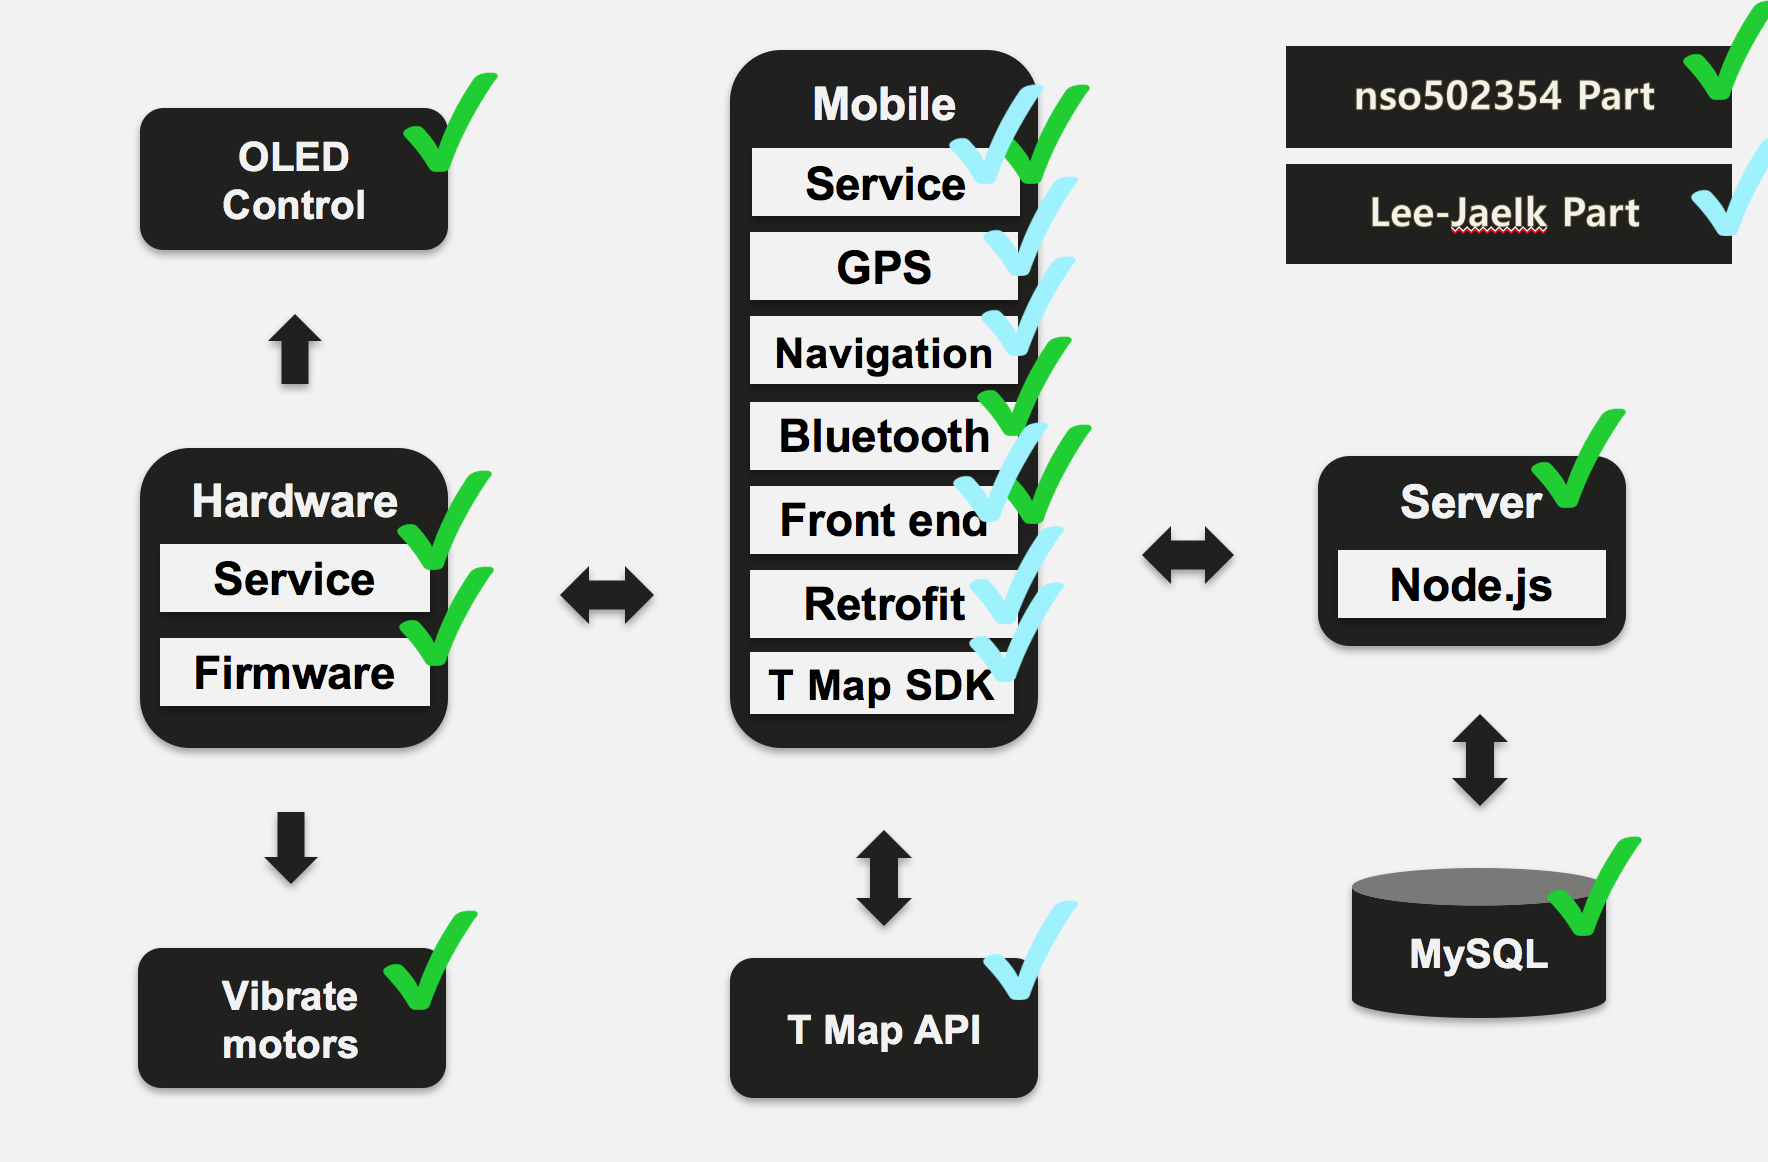 OLED
Control
Hardware
Service
Firmware
Vibrate
motors
Mobile
Service
GPS
Navigation
Bluetooth
Front end
Retrofit
T Map SDK
T Map API
nso502354 Part
Lee-JaeIk Part
Server
Node.js
MySQL